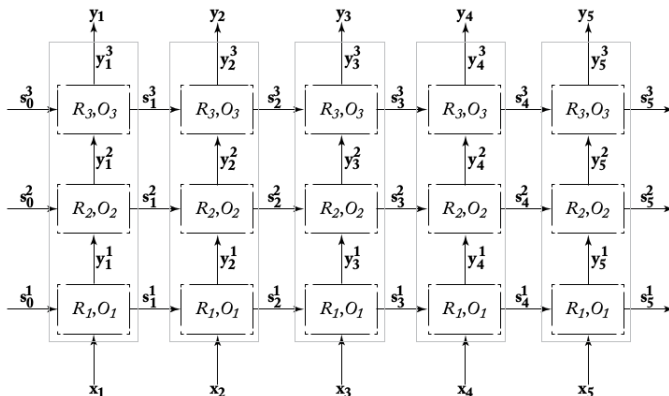 y₁ y₂ y₃ y₄ y₅
y₁³ y₂³ y₃³ y₄³ y₅³
s₀³ R₃,O₃ s₁³ R₃,O₃ s₂³ R₃,O₃ s₃³ R₃,O₃ s₄³ R₃,O₃ s₅³
y₁² y₂² y₃² y₄² y₅²
s₀² R₂,O₂ s₁² R₂,O₂ s₂² R₂,O₂ s₃² R₂,O₂ s₄² R₂,O₂ s₅²
y₁¹ y₂¹ y₃¹ y₄¹ y₅¹
s₀¹ R₁,O₁ s₁¹ R₁,O₁ s₂¹ R₁,O₁ s₃¹ R₁,O₁ s₄¹ R₁,O₁ s₅¹
x₁ x₂ x₃ x₄ x₅